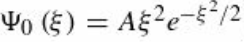 Ψ₀ (ξ) = Aξ²e^{−ξ²/2}